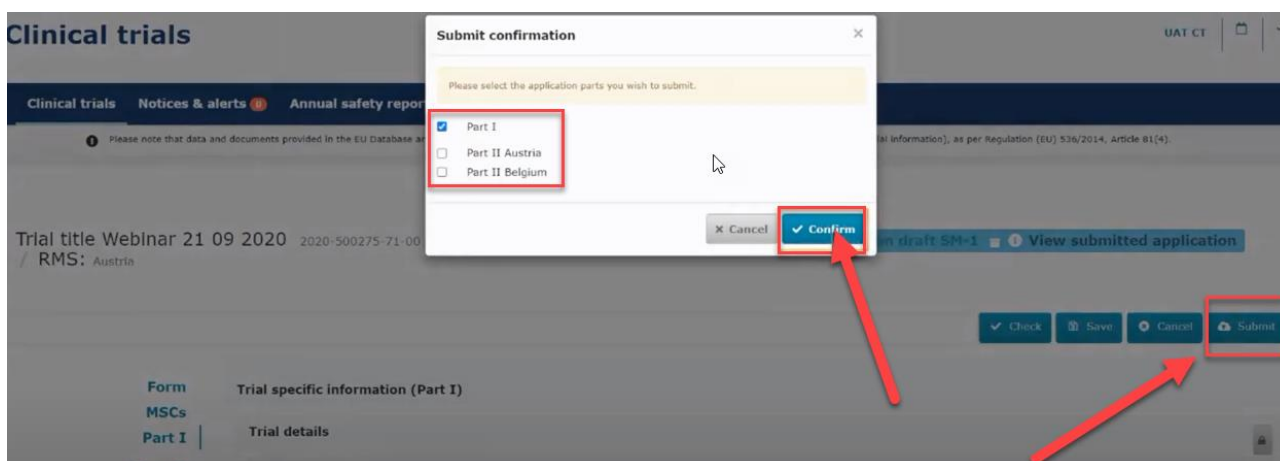 Clinical trials
Submit confirmation
UAT CT
Please select the application parts you wish to submit.
Clinical trials Notices & alerts Annual safety repor
Part I
Please note that data and documents provided in the EU Database ar
ial information), as per Regulation (EU) 536/2014, Article 81(4).
Part II Austria
Part II Belgium
Cancel Confirm
Trial title Webinar 21 09 2020 2020-500275-71-00
n draft SM-1 View submitted application
/ RMS: Austria
Check Save Cancel Submit
Form
Trial specific information (Part I)
MSCs
Part I
Trial details